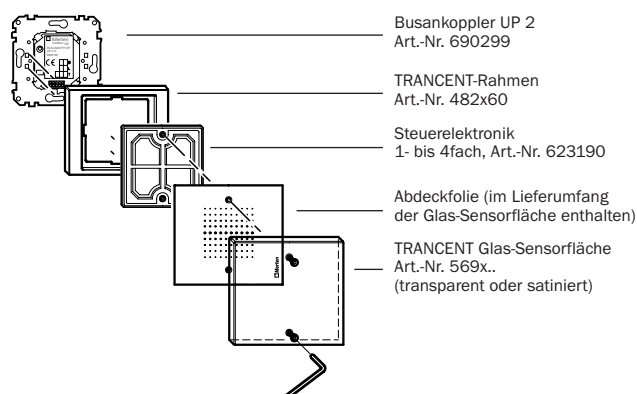 Busankoppler UP 2
Art.-Nr. 690299
TRANCENT-Rahmen
Art.-Nr. 482x60
Steuerelektronik
1- bis 4fach, Art.-Nr. 623190
Abdeckfolie (im Lieferumfang
der Glas-Sensorfläche enthalten)
TRANCENT Glas-Sensorfläche
Art.-Nr. 569x..
(transparent oder satiniert)
Merten